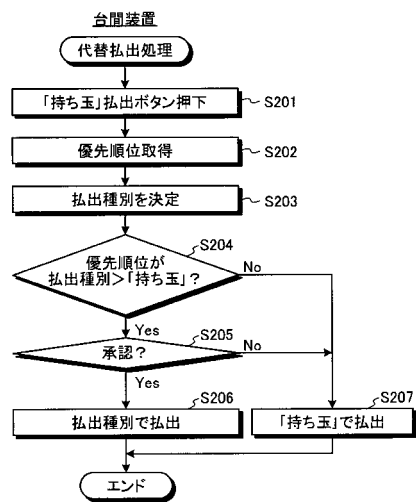 台間装置
代替払出処理
「持ち玉」払出ボタン押下
S201
優先順位取得
S202
払出種別を決定
S203
S204
優先順位が
払出種別>「持ち玉」?
No
Yes
S205
承認?
No
Yes
S206
払出種別で払出
S207
「持ち玉」で払出
エンド